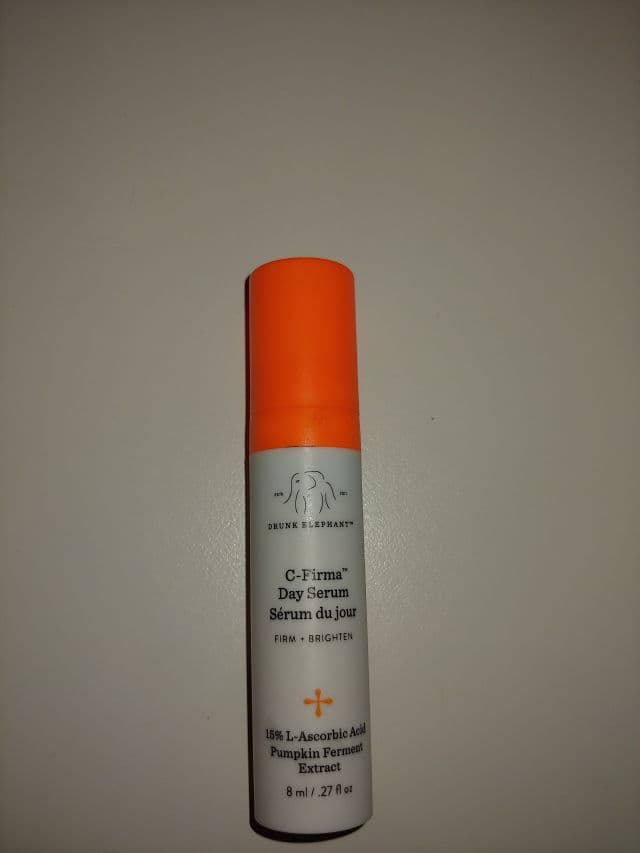 DRUNK ELEPHANT™
C-Firma™
Day Serum
Sérum du jour
FIRM + BRIGHTEN
15% L-Ascorbic Acid
Pumpkin Ferment
Extract
8 ml / .27 fl oz